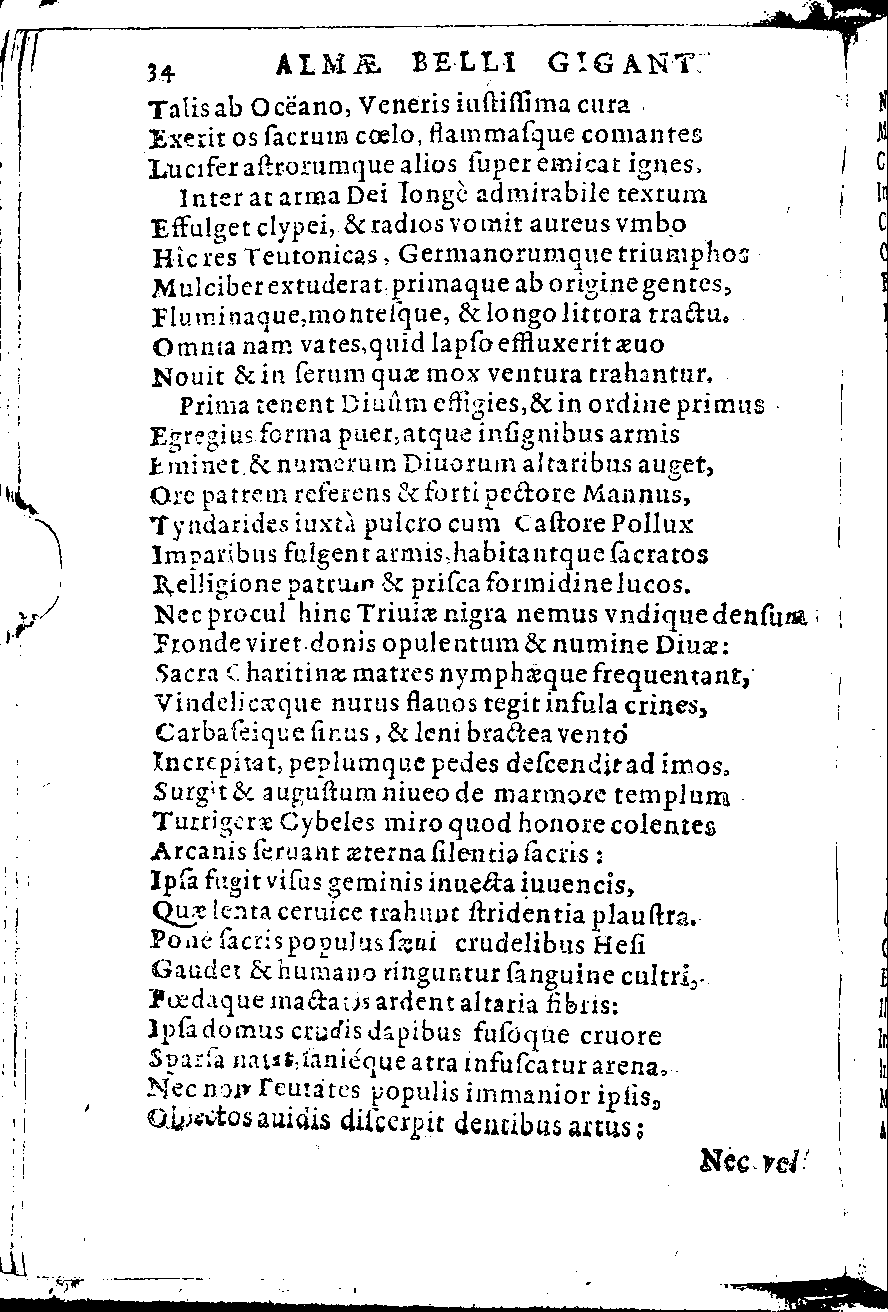 34 ALMÆ BELLI GIGANT.
Talis ab Oceano, Veneris iuſtiſſima cura
Exerit os ſacrum cœlo, flammaſque comantes
Lucifer aſtrorumque alios ſuper emicat ignes,
Inter at arma Dei longè admirabile textum
Effulget clypei, & radios vomit aureus vmbo
Hîc res Teutonicas, Germanorumque triumphos
Mulciber extuderat, primaque ab origine gentes,
Fluminaque, monteſque, & longo littora tractu.
Omnia nam vates, quid lapſo effluxerit æuo
Nouit & in ſerum quæ mox ventura trahantur.
Prima tenent Diuûm effigies, & in ordine primus
Egregius forma puer, atque inſignibus armis
Eminet, & numerum Diuorum altaribus auget,
Ore patrem referens & forti pectore Mannus,
Tyndarides iuxtà pulcro cum Caſtore Pollux
Imparibus fulgent armis, habitantque ſacratos
Relligione patrum & priſca formidine lucos.
Nec procul hinc Triuiæ nigra nemus vndique denſum
Fronde viret donis opulentum & numine Diuæ:
Sacra Charitinæ matres nymphæque frequentant,
Vindelicæque nurus flauos tegit infula crines,
Carbaſeique ſinus, & leni bractea vento
Increpitat, peplumque pedes deſcendit ad imos,
Surgit & auguſtum niueo de marmore templum
Turrigeræ Cybeles miro quod honore colentes
Arcanis ſeruant æterna ſilentia ſacris:
Ipſa fugit viſus geminis inuecta iuuencis,
Quæ lenta ceruice trahunt ſtridentia plauſtra.
Poné ſacris populus ſæui crudelibus Heſi
Gaudet & humano ringuntur ſanguine cultri,
Fœdaque mactatis ardent altaria fibris:
Ipſa domus crudis dapibus fuſoque cruore
Sparſa natat, ſaniéque atra infuſcatur arena,
Nec non Teutates populis immanior ipſis,
Obiectos auidis diſcerpit dentibus artus;
Nec vel